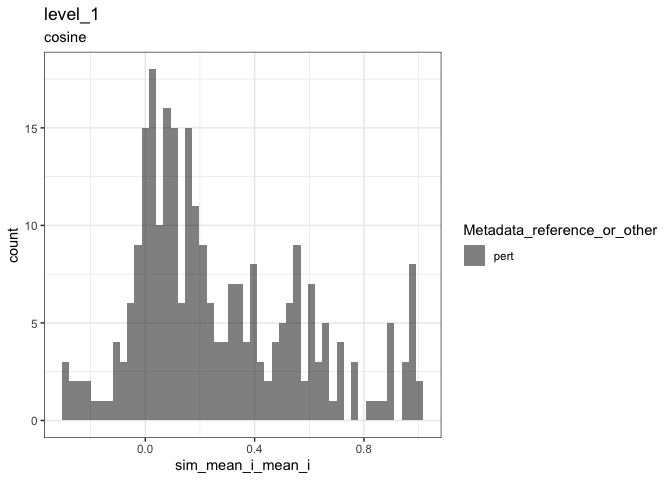 level_1
cosine
15
10
5
0
count
0.0
0.4
0.8
sim_mean_i_mean_i
Metadata_reference_or_other
pert